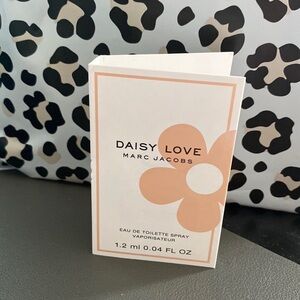 DAISY LOVE
MARC JACOBS
EAU DE TOILETTE SPRAY
VAPORISATEUR
1.2 ml 0.04 FL OZ